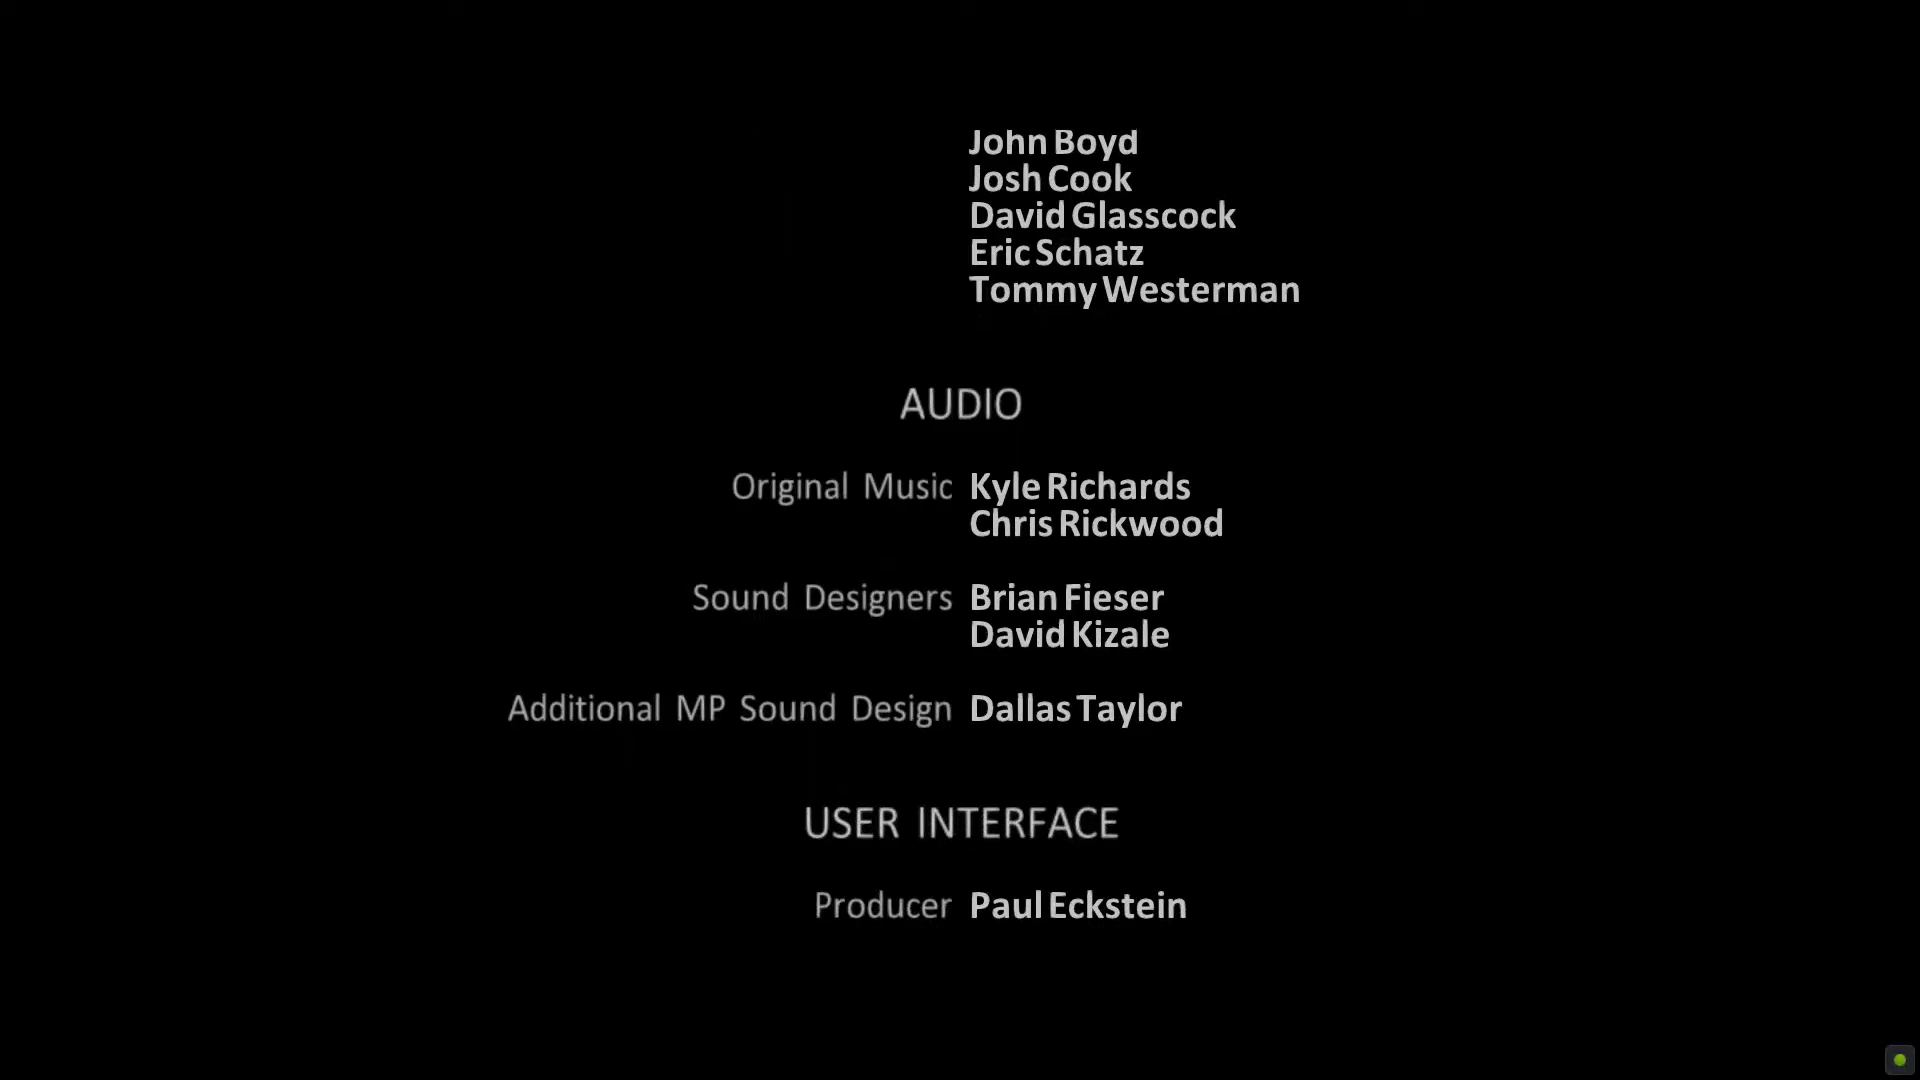 John Boyd
Josh Cook
David Glasscock
Eric Schatz
Tommy Westerman
AUDIO
Original Music Kyle Richards
Chris Rickwood
Sound Designers Brian Fieser
David Kizale
Additional MP Sound Design Dallas Taylor
USER INTERFACE
Producer Paul Eckstein